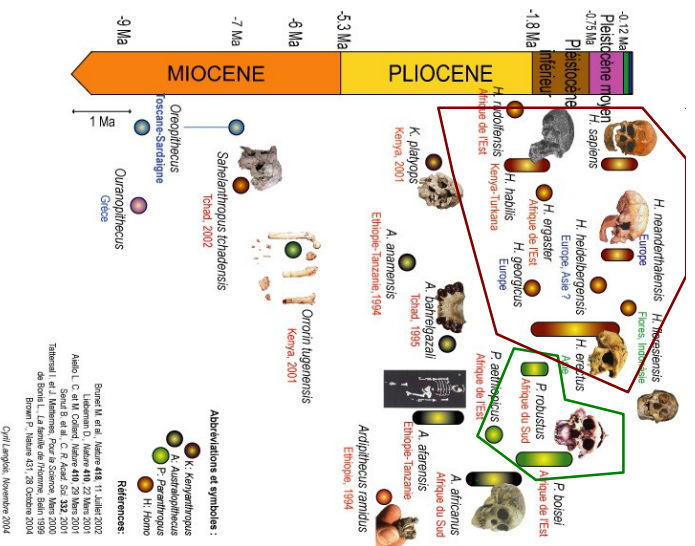 -9 Ma
-7 Ma
-6 Ma
-5.3 Ma
-1.8 Ma
-0.75 Ma
-0.12 Ma
MIOCENE
PLIOCENE
Pléistocène
inférieur
Pleistocène moyen
1 Ma
Oreopithecus
Toscane-Sardaigne
Ouranopithecus
Grèce
Sahelanthropus tchadensis
Tchad, 2002
Orrorin tugenensis
Kenya, 2001
K. platyops
Kenya, 2001
A. anamensis
Ethiopie-Tanzanie,1994
A. bahrelgazali
Tchad, 1995
A. afarensis
Ethiopie-Tanzanie
Ardipithecus ramidus
Ethiopie, 1994
A. africanus
Afrique du Sud
H. rudolfensis
Afrique de l'Est
H. habilis
Kenya-Turkana
H. ergaster
Afrique de l'Est
H. georgicus
Europe
H. sapiens
H. neanderthalensis
Europe
H. heidelbergensis
Europe, Asie ?
H. floresiensis
Flores, Indonésie
H. erectus
Asie
P. aethiopicus
Afrique de l'Est
P. robustus
Afrique du Sud
P. boisei
Afrique de l'Est
Abbréviations et symboles :
K: Kenyanthropus
A: Australopithecus
P: Paranthropus
H: Homo
Références:
Brunet M. et al., Nature 418, 11 Juillet 2002
Lieberman D., Nature 410, 22 Mars 2001
Aiello L. C. et M. Collard, Nature 410, 29 Mars 2001
Senut B. et al., C. R. Acad. Sci. 332, 2001
Tattersal I. et J. Matternes, Pour la Science, Mars 2000
de Bonis L., La famille de l'Homme, Belin 1999
Brown P., Nature 431, 28 Octobre 2004
Cyril Langlois, Novembre 2004